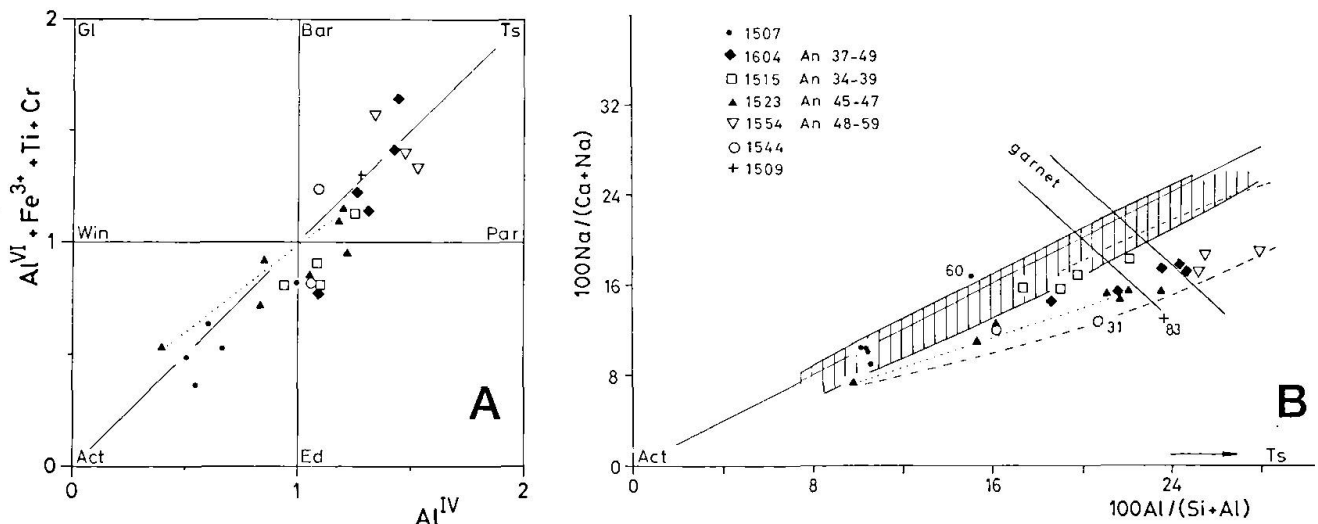 2
Gl
Bar
Ts
Al^VI + Fe^3+ + Ti + Cr
1
Win
Par
A
0
Act
Ed
0
1
2
Al^IV
• 1507
◆ 1604 An 37-49
□ 1515 An 34-39
▲ 1523 An 45-47
▽ 1554 An 48-59
○ 1544
+ 1509
100Na/(Ca+Na)
32
24
16
8
0
garnet
60
31
83
B
Act
Ts
0
8
16
24
100Al/(Si+Al)